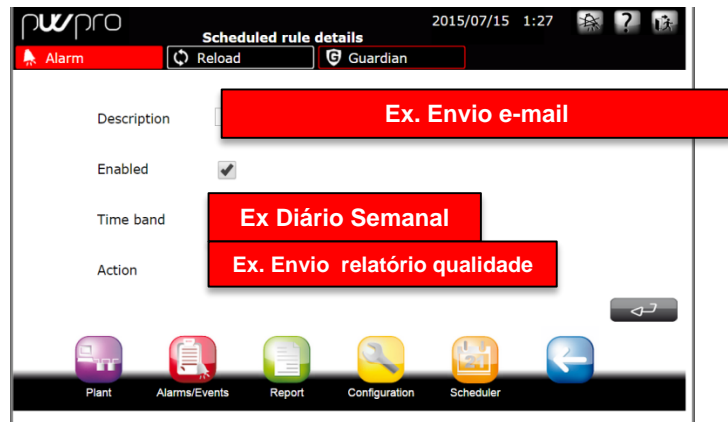 pwpro
Scheduled rule details
2015/07/15 1:27
?
Alarm
Reload
G Guardian
Description
Ex. Envio e-mail
Enabled
Time band
Ex Diário Semanal
Action
Ex. Envio relatório qualidade
Plant
Alarms/Events
Report
Configuration
Scheduler